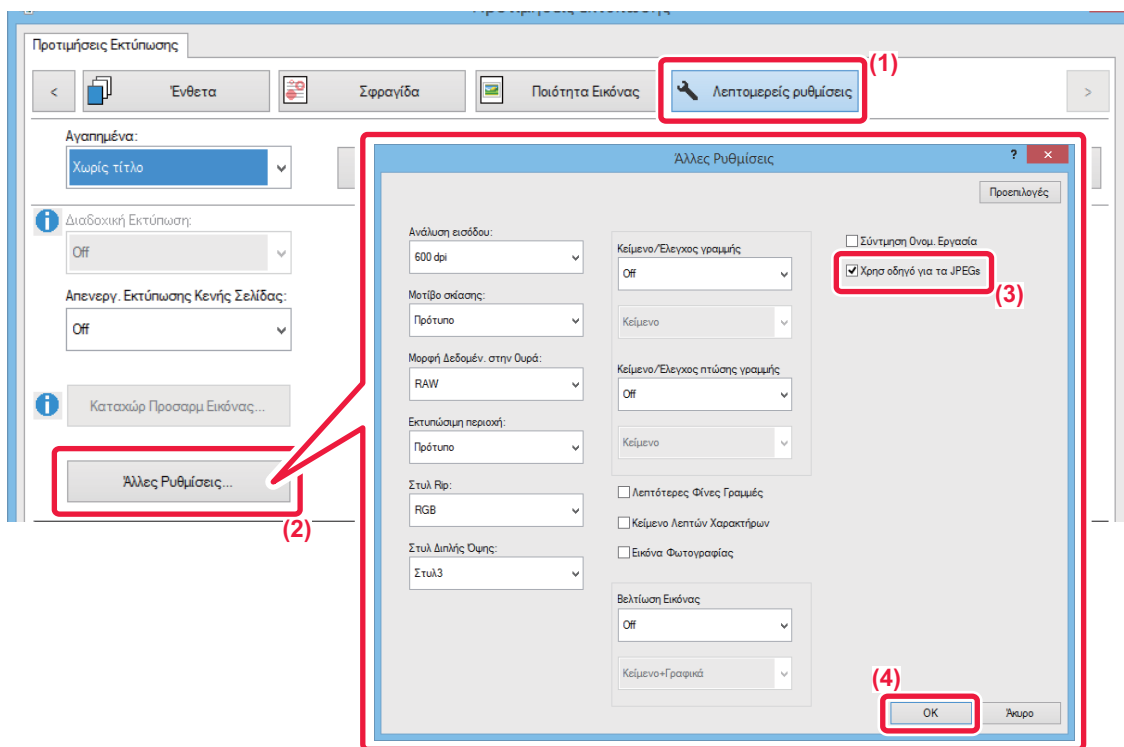 Προτιμήσεις Εκτύπωσης
Προτιμήσεις Εκτύπωσης
(1)
<
Ένθετα
Σφραγίδα
Ποιότητα Εικόνας
Λεπτομερείς ρυθμίσεις
>
Αγαπημένα:
Χωρίς τίτλο
Διαδοχική Εκτύπωση:
Off
Απενεργ. Εκτύπωσης Κενής Σελίδας:
Off
Καταχώρ Προσαρμ Εικόνας...
Άλλες Ρυθμίσεις...
(2)
Άλλες Ρυθμίσεις
?
Προεπιλογές
Ανάλυση εισόδου:
600 dpi
Μοτίβο σκίασης:
Πρότυπο
Μορφή Δεδομέν. στην Ουρά:
RAW
Εκτυπώσιμη περιοχή:
Πρότυπο
Στυλ Rip:
RGB
Στυλ Διπλής Όψης:
Στυλ3
Κείμενο/Έλεγχος γραμμής
Off
Κείμενο
Κείμενο/Έλεγχος πτώσης γραμμής
Off
Κείμενο
Λεπτότερες Φίνες Γραμμές
Κείμενο Λεπτών Χαρακτήρων
Εικόνα Φωτογραφίας
Βελτίωση Εικόνας
Off
Κείμενο+Γραφικά
Σύντμηση Ονομ. Εργασία
Χρησ οδηγό για τα JPEGs
(3)
(4)
OK
Άκυρο